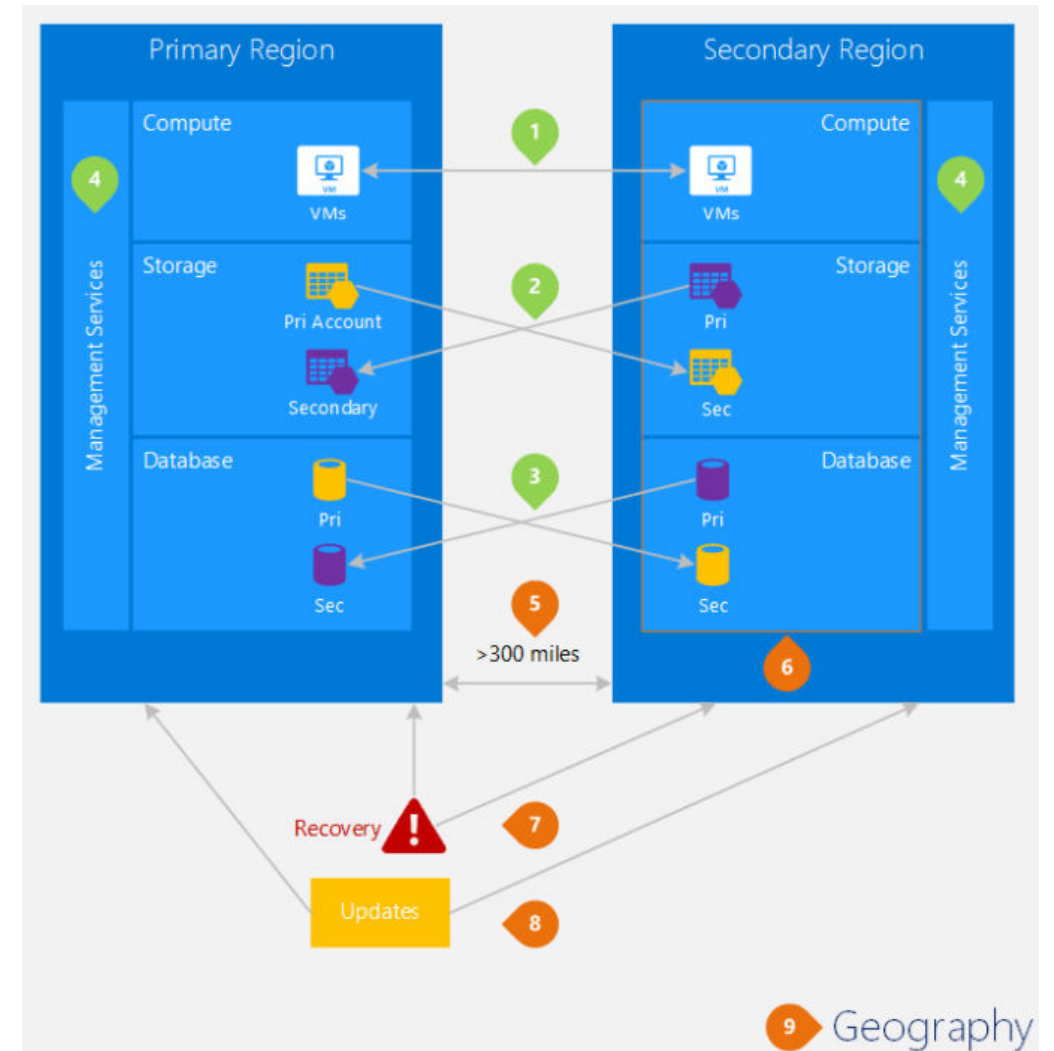 Primary Region
Secondary Region
Compute
1
Compute
4
VM
VMs
VM
VMs
4
Management Services
Storage
2
Storage
Management Services
Pri Account
Pri
Secondary
Sec
Database
3
Database
Pri
Pri
Sec
Sec
5
>300 miles
6
Recovery
!
7
Updates
8
9
Geography